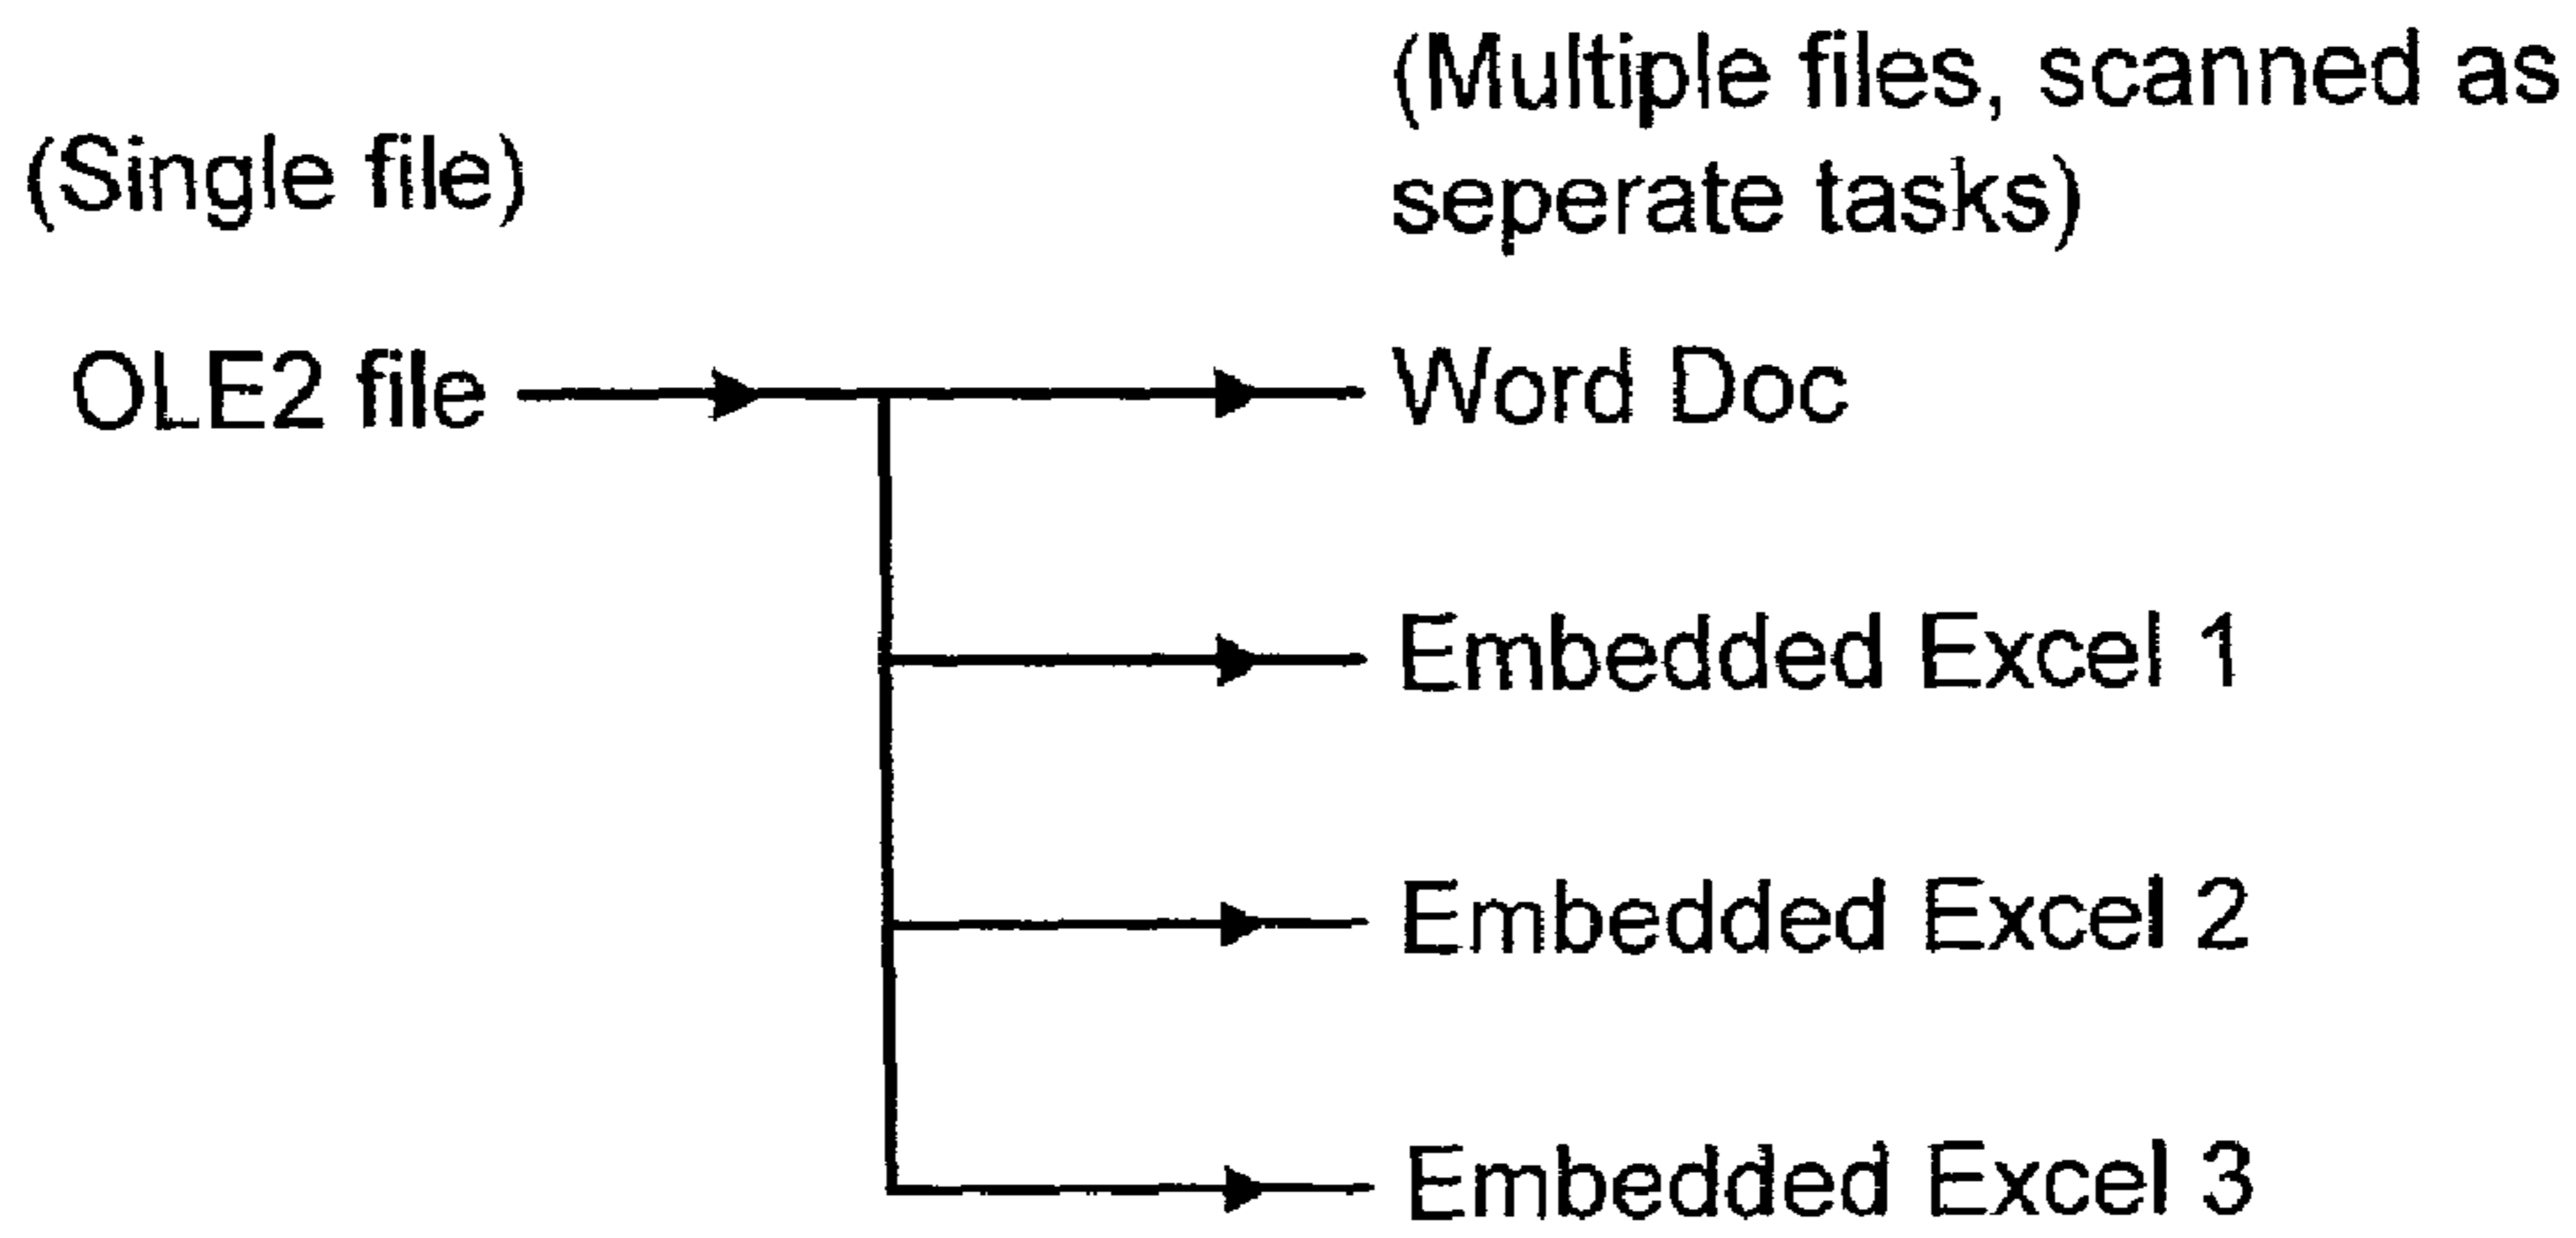 (Single file)
(Multiple files, scanned as
seperate tasks)
OLE2 file
Word Doc
Embedded Excel 1
Embedded Excel 2
Embedded Excel 3